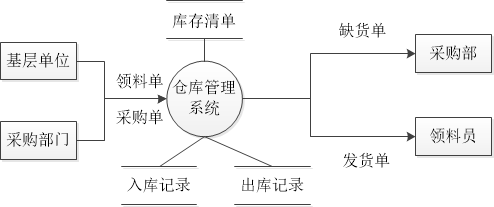 库存清单
缺货单
基层单位
采购部
领料单
仓库管理
系统
采购单
采购部门
领料员
发货单
入库记录
出库记录